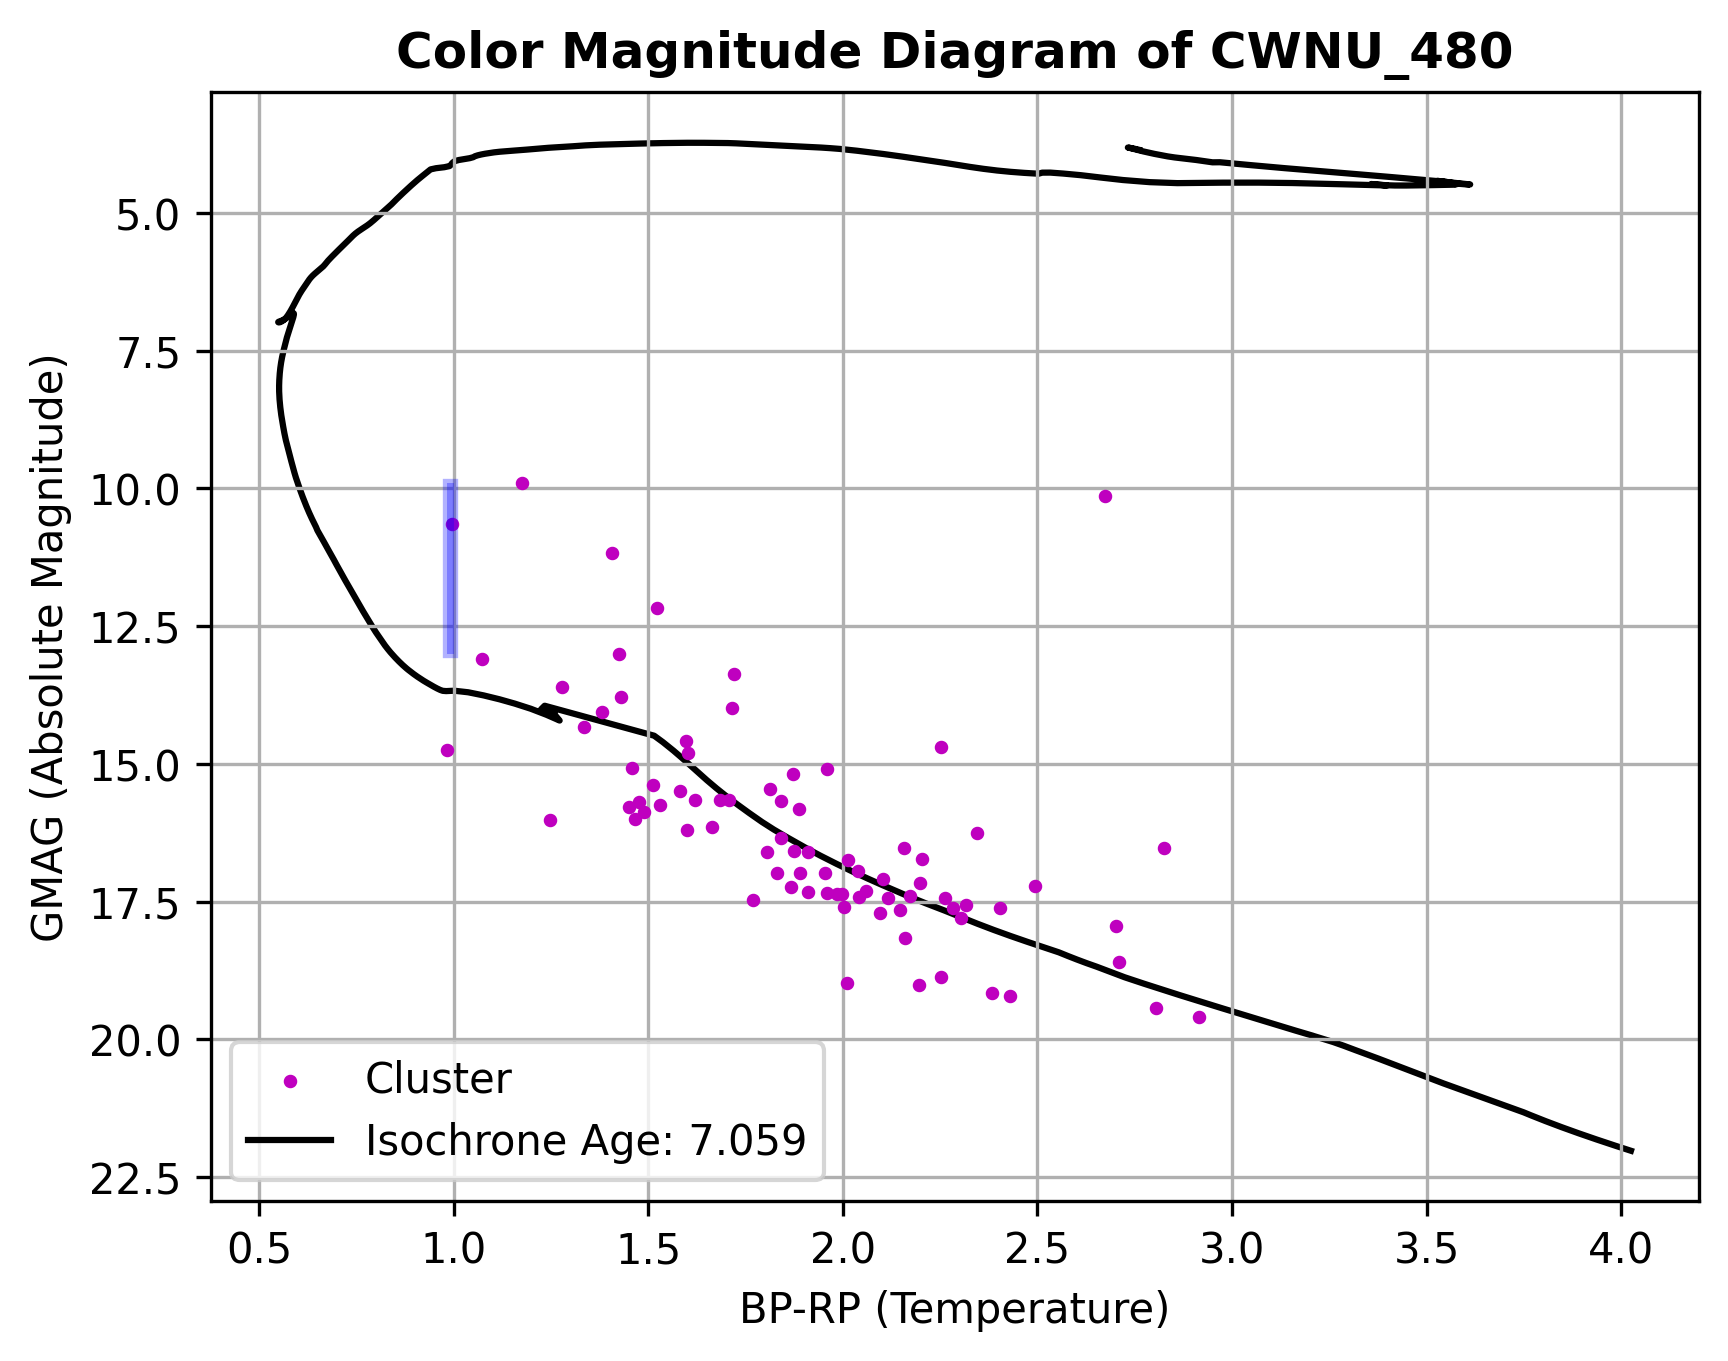 Color Magnitude Diagram of CWNU_480
GMAG (Absolute Magnitude)
5.0
7.5
10.0
12.5
15.0
17.5
20.0
22.5
Cluster
Isochrone Age: 7.059
0.5 1.0 1.5 2.0 2.5 3.0 3.5 4.0
BP-RP (Temperature)